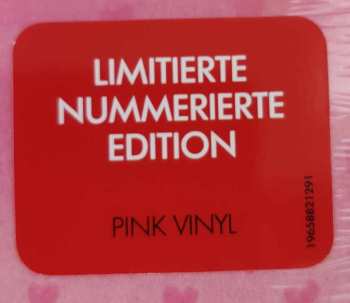 LIMITIERTE
NUMMERIERTE
EDITION
PINK VINYL
19658821291